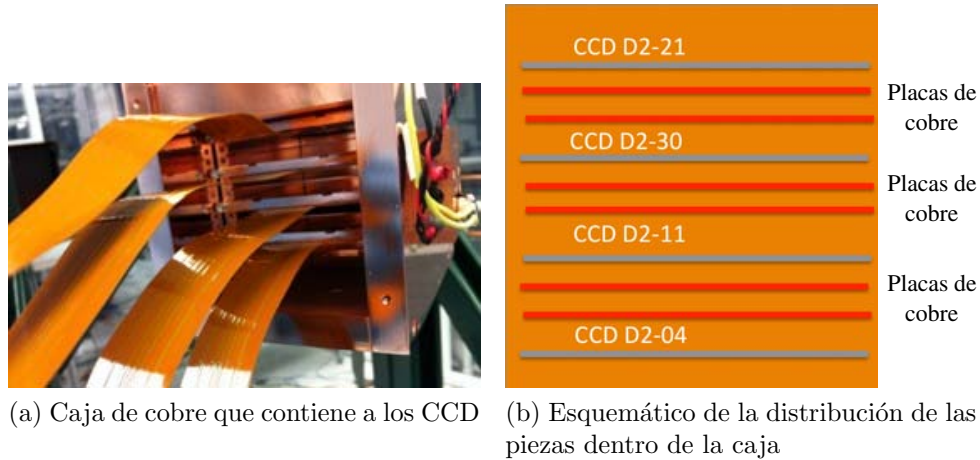 CCD D2-21
Placas de
cobre
CCD D2-30
Placas de
cobre
CCD D2-11
Placas de
cobre
CCD D2-04
(a) Caja de cobre que contiene a los CCD
(b) Esquemático de la distribución de las
piezas dentro de la caja